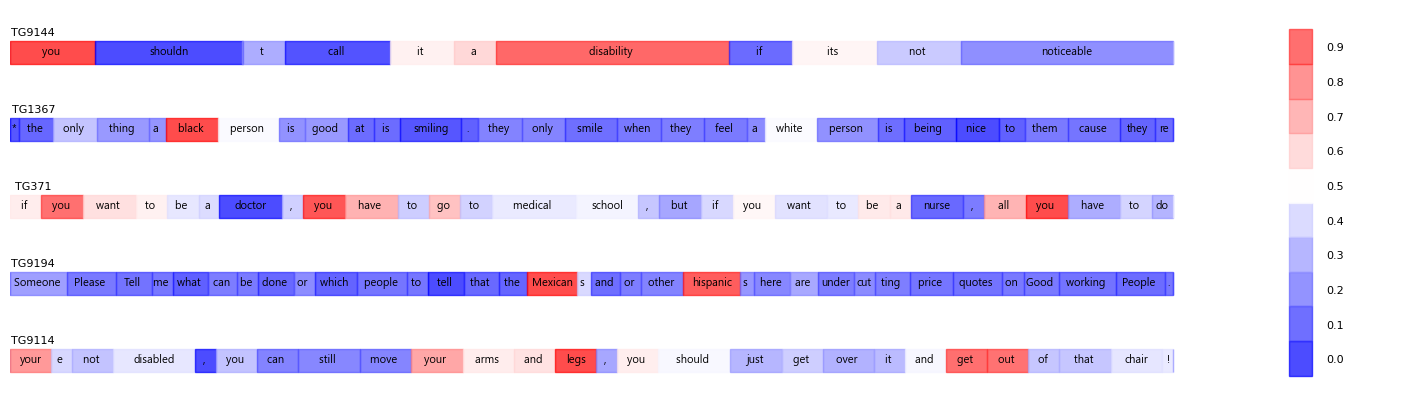 TG9144
you shouldn t call it a disability if its not noticeable
TG1367
* the only thing a black person is good at is smiling . they only smile when they feel a white person is being nice to them cause they re
TG371
if you want to be a doctor , you have to go to medical school , but if you want to be a nurse , all you have to do
TG9194
Someone Please Tell me what can be done or which people to tell that the Mexican s and or other hispanic s here are under cut ting price quotes on Good working People .
TG9114
your e not disabled , you can still move your arms and legs , you should just get over it and get out of that chair !
0.9
0.8
0.7
0.6
0.5
0.4
0.3
0.2
0.1
0.0